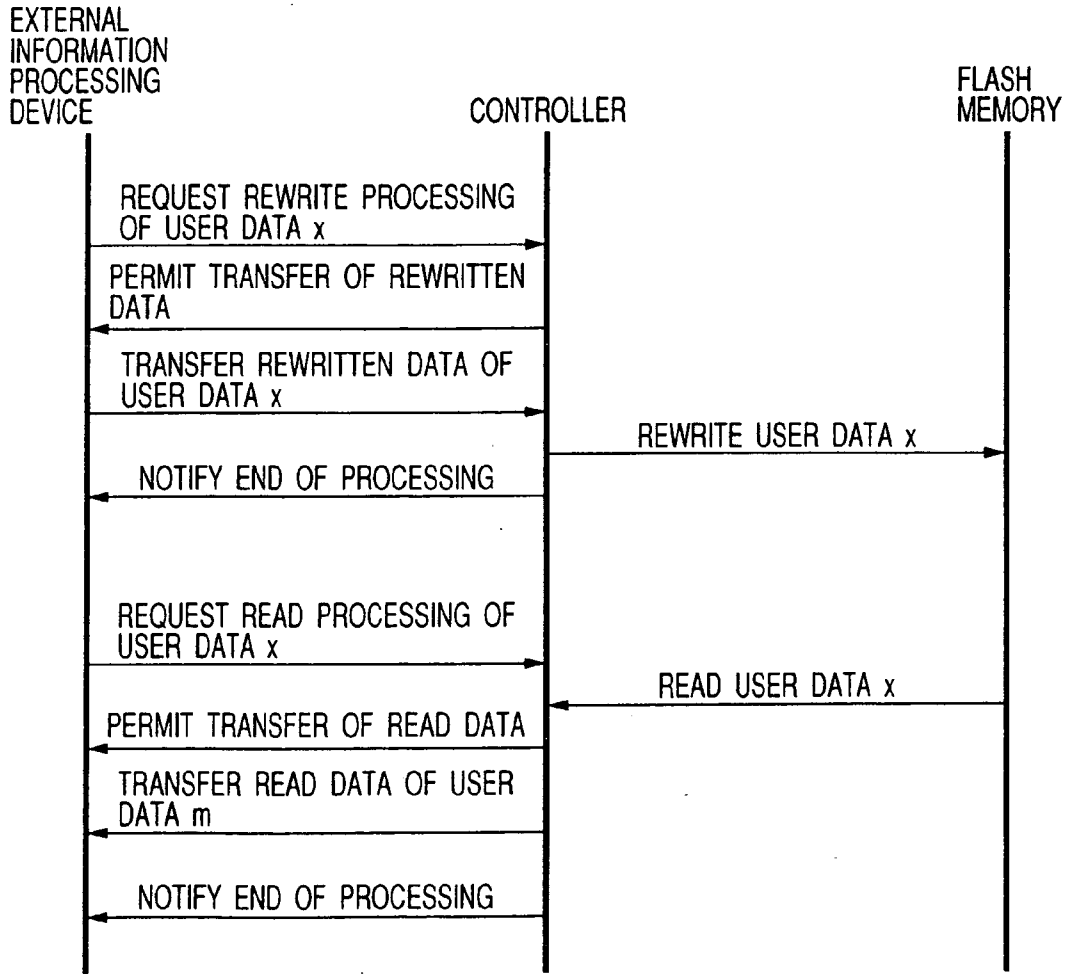 EXTERNAL
INFORMATION
PROCESSING
DEVICE
CONTROLLER
FLASH
MEMORY
REQUEST REWRITE PROCESSING
OF USER DATA x
PERMIT TRANSFER OF REWRITTEN
DATA
TRANSFER REWRITTEN DATA OF
USER DATA x
REWRITE USER DATA x
NOTIFY END OF PROCESSING
REQUEST READ PROCESSING OF
USER DATA x
READ USER DATA x
PERMIT TRANSFER OF READ DATA
TRANSFER READ DATA OF USER
DATA m
NOTIFY END OF PROCESSING